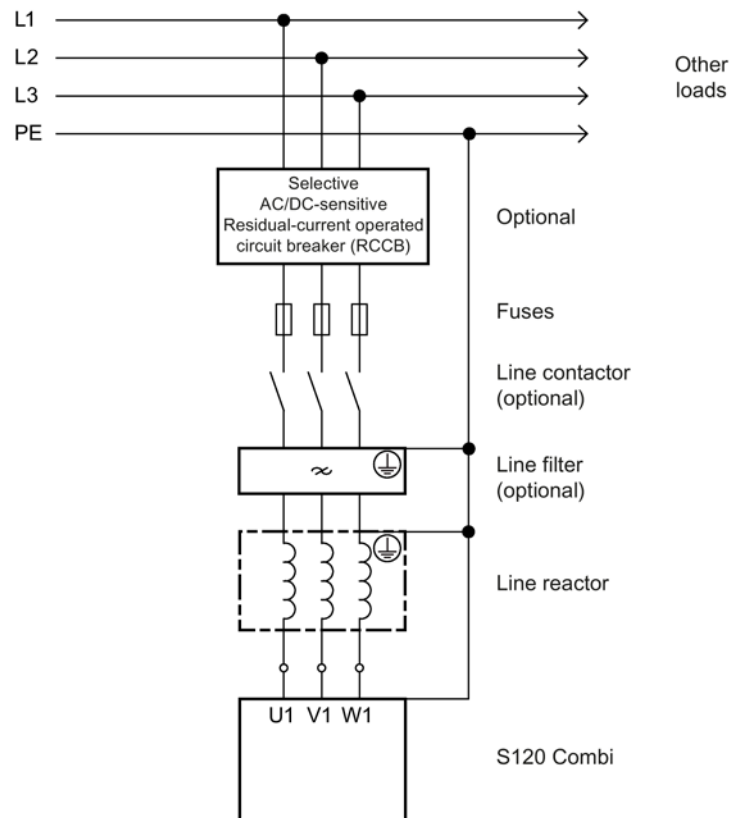 L1
L2
L3
PE
Other
loads
Selective
AC/DC-sensitive
Residual-current operated
circuit breaker (RCCB)
Optional
Fuses
Line contactor
(optional)
Line filter
(optional)
Line reactor
U1 V1 W1
S120 Combi